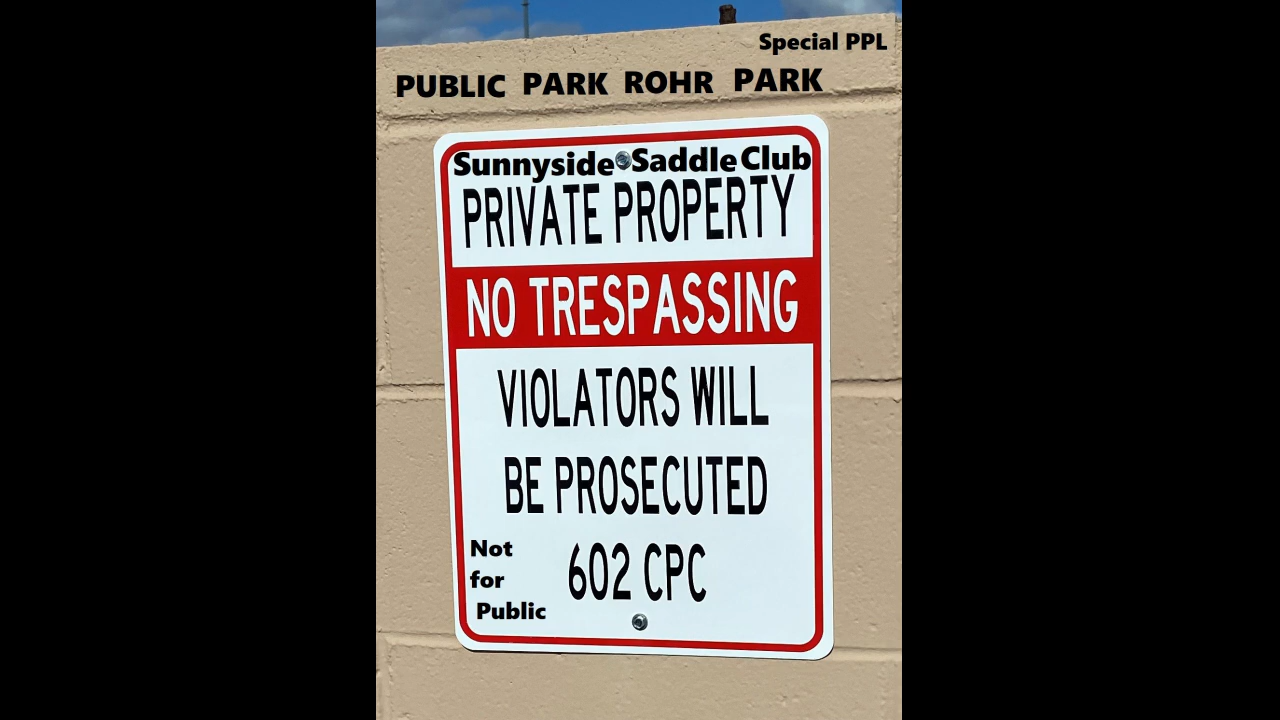 Special PPL
PUBLIC PARK ROHR PARK
Sunnyside Saddle Club
PRIVATE PROPERTY
NO TRESPASSING
VIOLATORS WILL
BE PROSECUTED
602 CPC
Not
for
Public